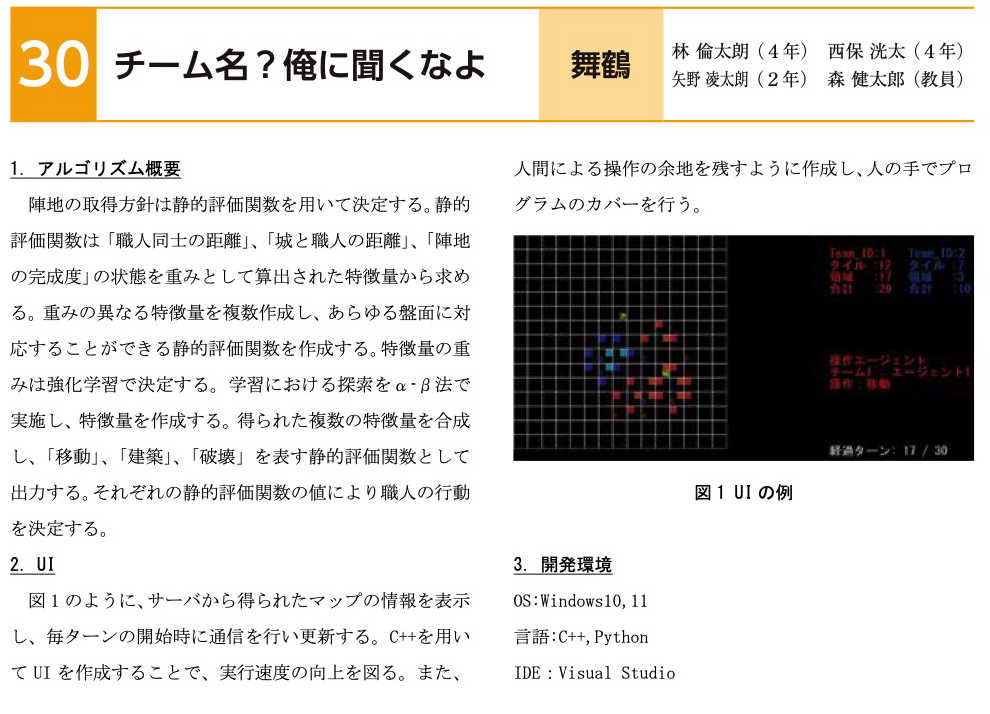 30
チーム名？俺に聞くなよ
舞鶴
林 倫太朗（４年） 西保 洸太（４年）
矢野 凌太朗（２年） 森 健太郎（教員）
1. アルゴリズム概要
陣地の取得方針は静的評価関数を用いて決定する。静的
評価関数は「職人同士の距離」、「城と職人の距離」、「陣地
の完成度」の状態を重みとして算出された特徴量から求め
る。重みの異なる特徴量を複数作成し、あらゆる盤面に対
応することができる静的評価関数を作成する。特徴量の重
みは強化学習で決定する。学習における探索をα-β法で
実施し、特徴量を作成する。得られた複数の特徴量を合成
し、「移動」、「建築」、「破壊」を表す静的評価関数として
出力する。それぞれの静的評価関数の値により職人の行動
を決定する。
2. UI
図１のように、サーバから得られたマップの情報を表示
し、毎ターンの開始時に通信を行い更新する。C++を用い
て UI を作成することで、実行速度の向上を図る。また、
人間による操作の余地を残すように作成し、人の手でプロ
グラムのカバーを行う。
Team_ID:1 Team_ID:2
タイル :12 タイル :7
領域 :17 領域 :3
合計 :29 合計 :10
操作エージェント
チーム1 : エージェント1
操作 : 移動
経過ターン: 17 / 30
図１ UI の例
3. 開発環境
OS:Windows10,11
言語:C++,Python
IDE：Visual Studio